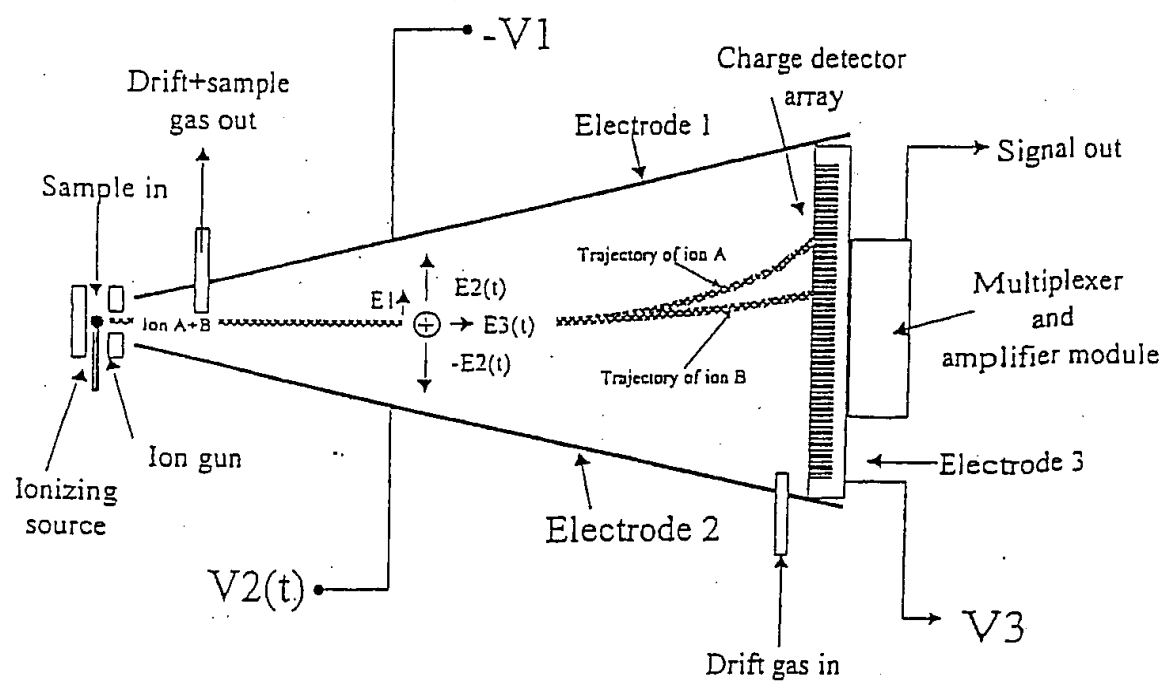 -V1
Drift+sample
gas out
Charge detector
array
Electrode 1
Signal out
Sample in
Trajectory of ion A
E1
E2(t)
Ion A+B
E3(t)
-E2(t)
Trajectory of ion B
Multiplexer
and
amplifier module
Ion gun
Ionizing
source
Electrode 3
Electrode 2
V2(t)
V3
Drift gas in